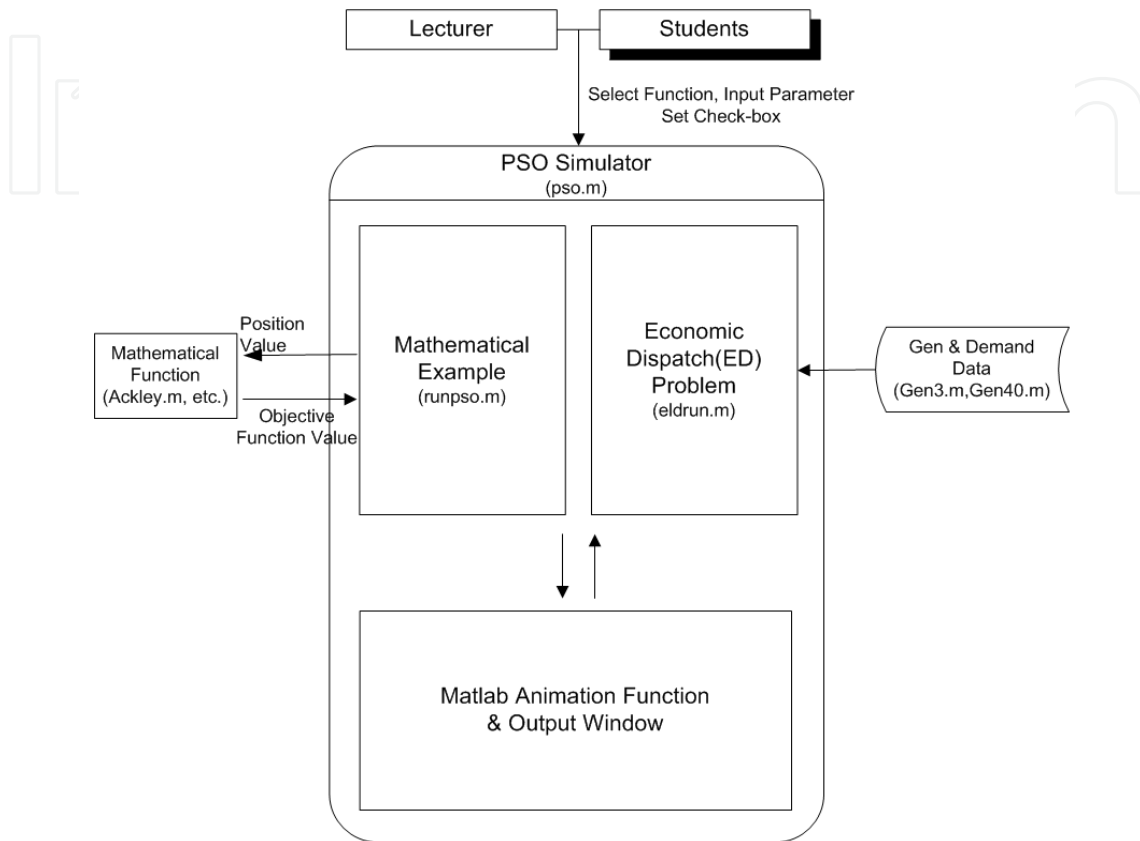 Lecturer
Students
Select Function, Input Parameter
Set Check-box
PSO Simulator
(pso.m)
Position
Value
Mathematical
Function
(Ackley.m, etc.)
Objective
Function Value
Mathematical
Example
(runpso.m)
Economic
Dispatch(ED)
Problem
(eldrun.m)
Gen & Demand
Data
(Gen3.m,Gen40.m)
Matlab Animation Function
& Output Window